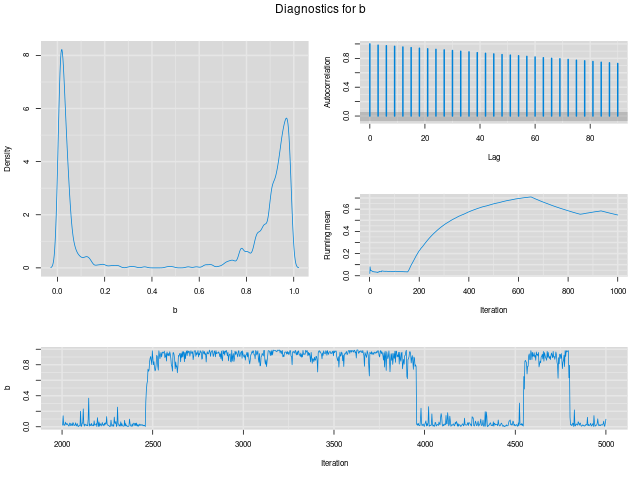 Diagnostics for b
Density
0 2 4 6 8
0.0 0.2 0.4 0.6 0.8 1.0
b
Autocorrelation
0.0 0.4 0.8
0 20 40 60 80
Lag
Running mean
0.0 0.2 0.4 0.6
0 200 400 600 800 1000
Iteration
b
0.0 0.4 0.8
2000 2500 3000 3500 4000 4500 5000
Iteration